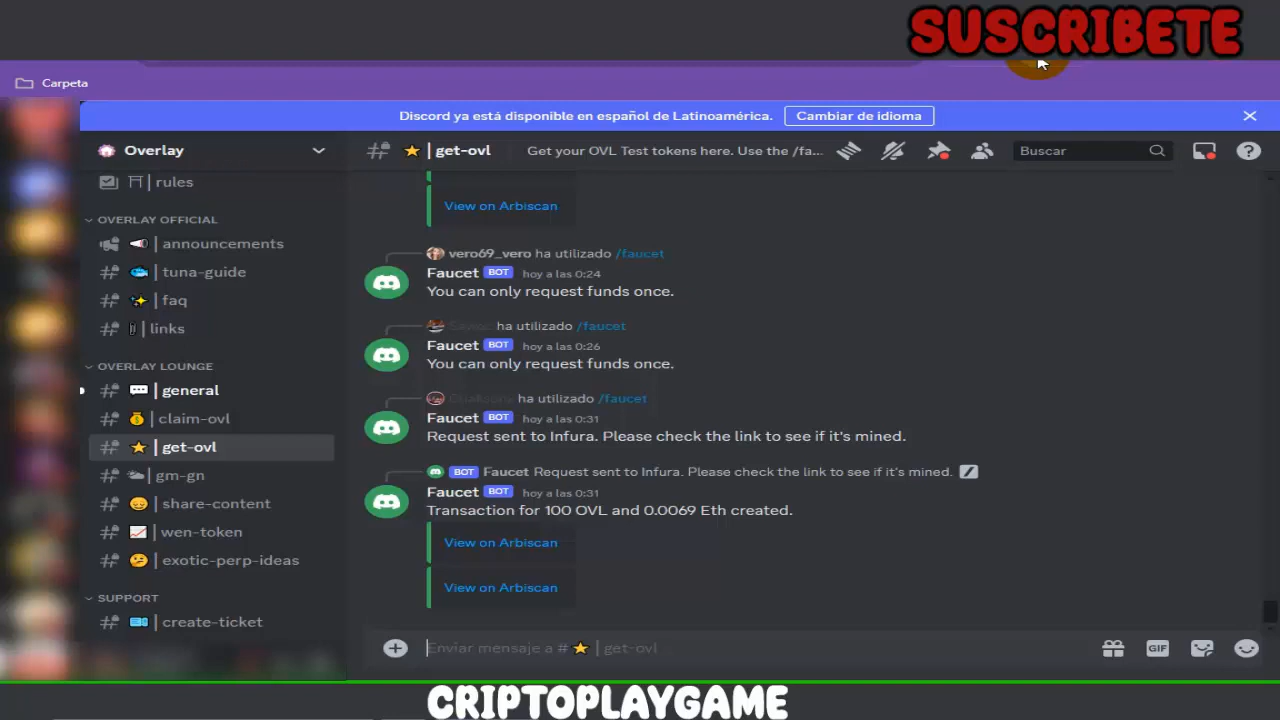 SUSCRIBETE
Carpeta
Discord ya está disponible en español de Latinoamérica. Cambiar de idioma
Overlay
| get-ovl Get your OVL Test tokens here. Use the /fa... Buscar
| rules
OVERLAY OFFICIAL
| announcements
| tuna-guide
| faq
| links
OVERLAY LOUNGE
| general
| claim-ovl
| get-ovl
| gm-gn
| share-content
| wen-token
| exotic-perp-ideas
SUPPORT
| create-ticket
View on Arbiscan
vero69_vero ha utilizado /faucet
Faucet BOT hoy a las 0:24
You can only request funds once.
ha utilizado /faucet
Faucet BOT hoy a las 0:26
You can only request funds once.
ha utilizado /faucet
Faucet BOT hoy a las 0:31
Request sent to Infura. Please check the link to see if it's mined.
BOT Faucet Request sent to Infura. Please check the link to see if it's mined.
Faucet BOT hoy a las 0:31
Transaction for 100 OVL and 0.0069 Eth created.
View on Arbiscan
View on Arbiscan
Enviar mensaje a # | get-ovl
GIF
CRIPTOPLAYGAME